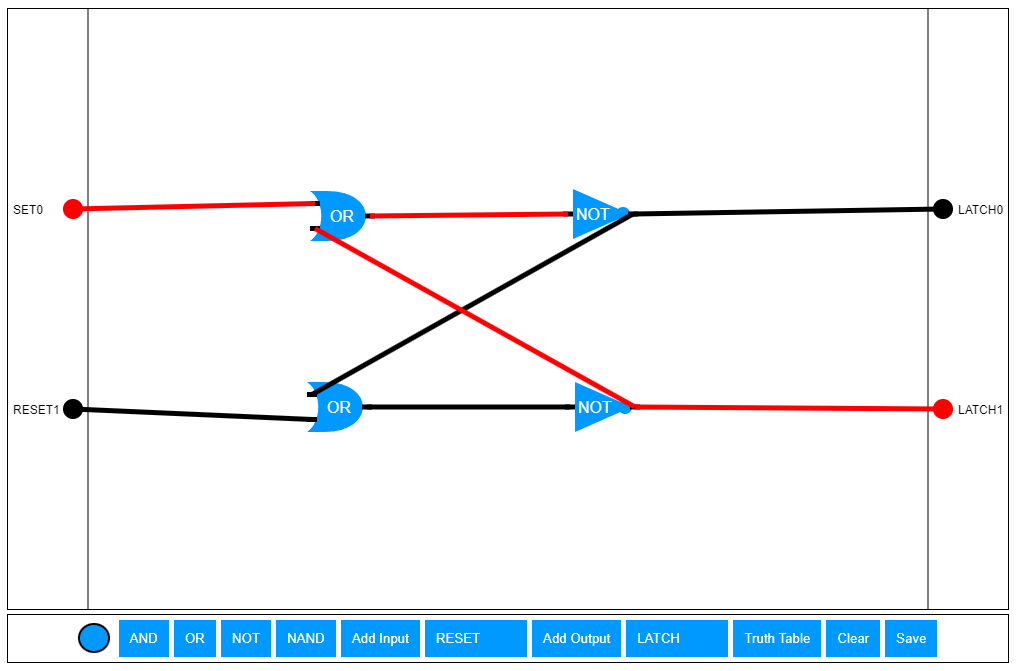 SET0 OR NOT LATCH0
RESET1 OR NOT LATCH1
AND OR NOT NAND Add Input RESET Add Output LATCH Truth Table Clear Save